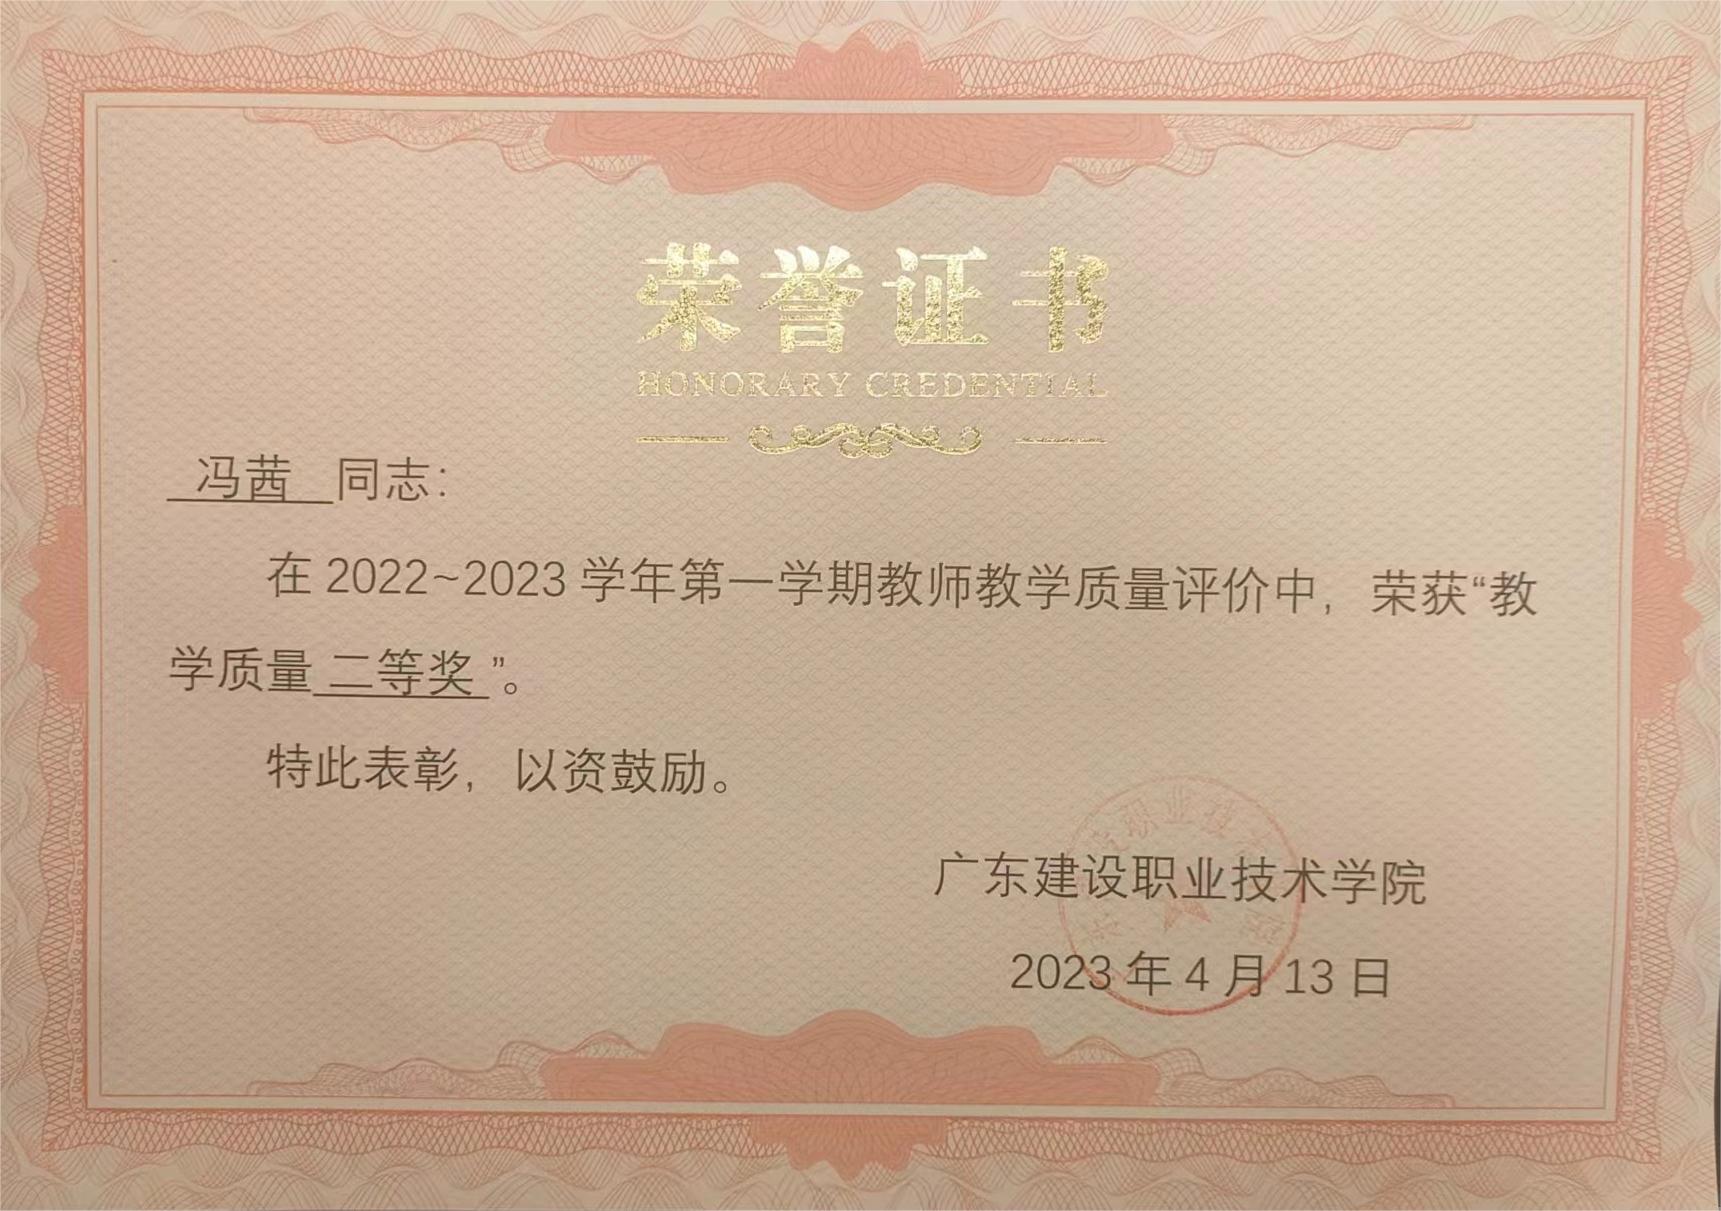 荣誉证书
HONORARY CREDENTIAL
冯茜 同志：
在 2022~2023 学年第一学期教师教学质量评价中，荣获“教
学质量 二等奖 ”。
特此表彰，以资鼓励。
广东建设职业技术学院
2023 年 4 月 13 日